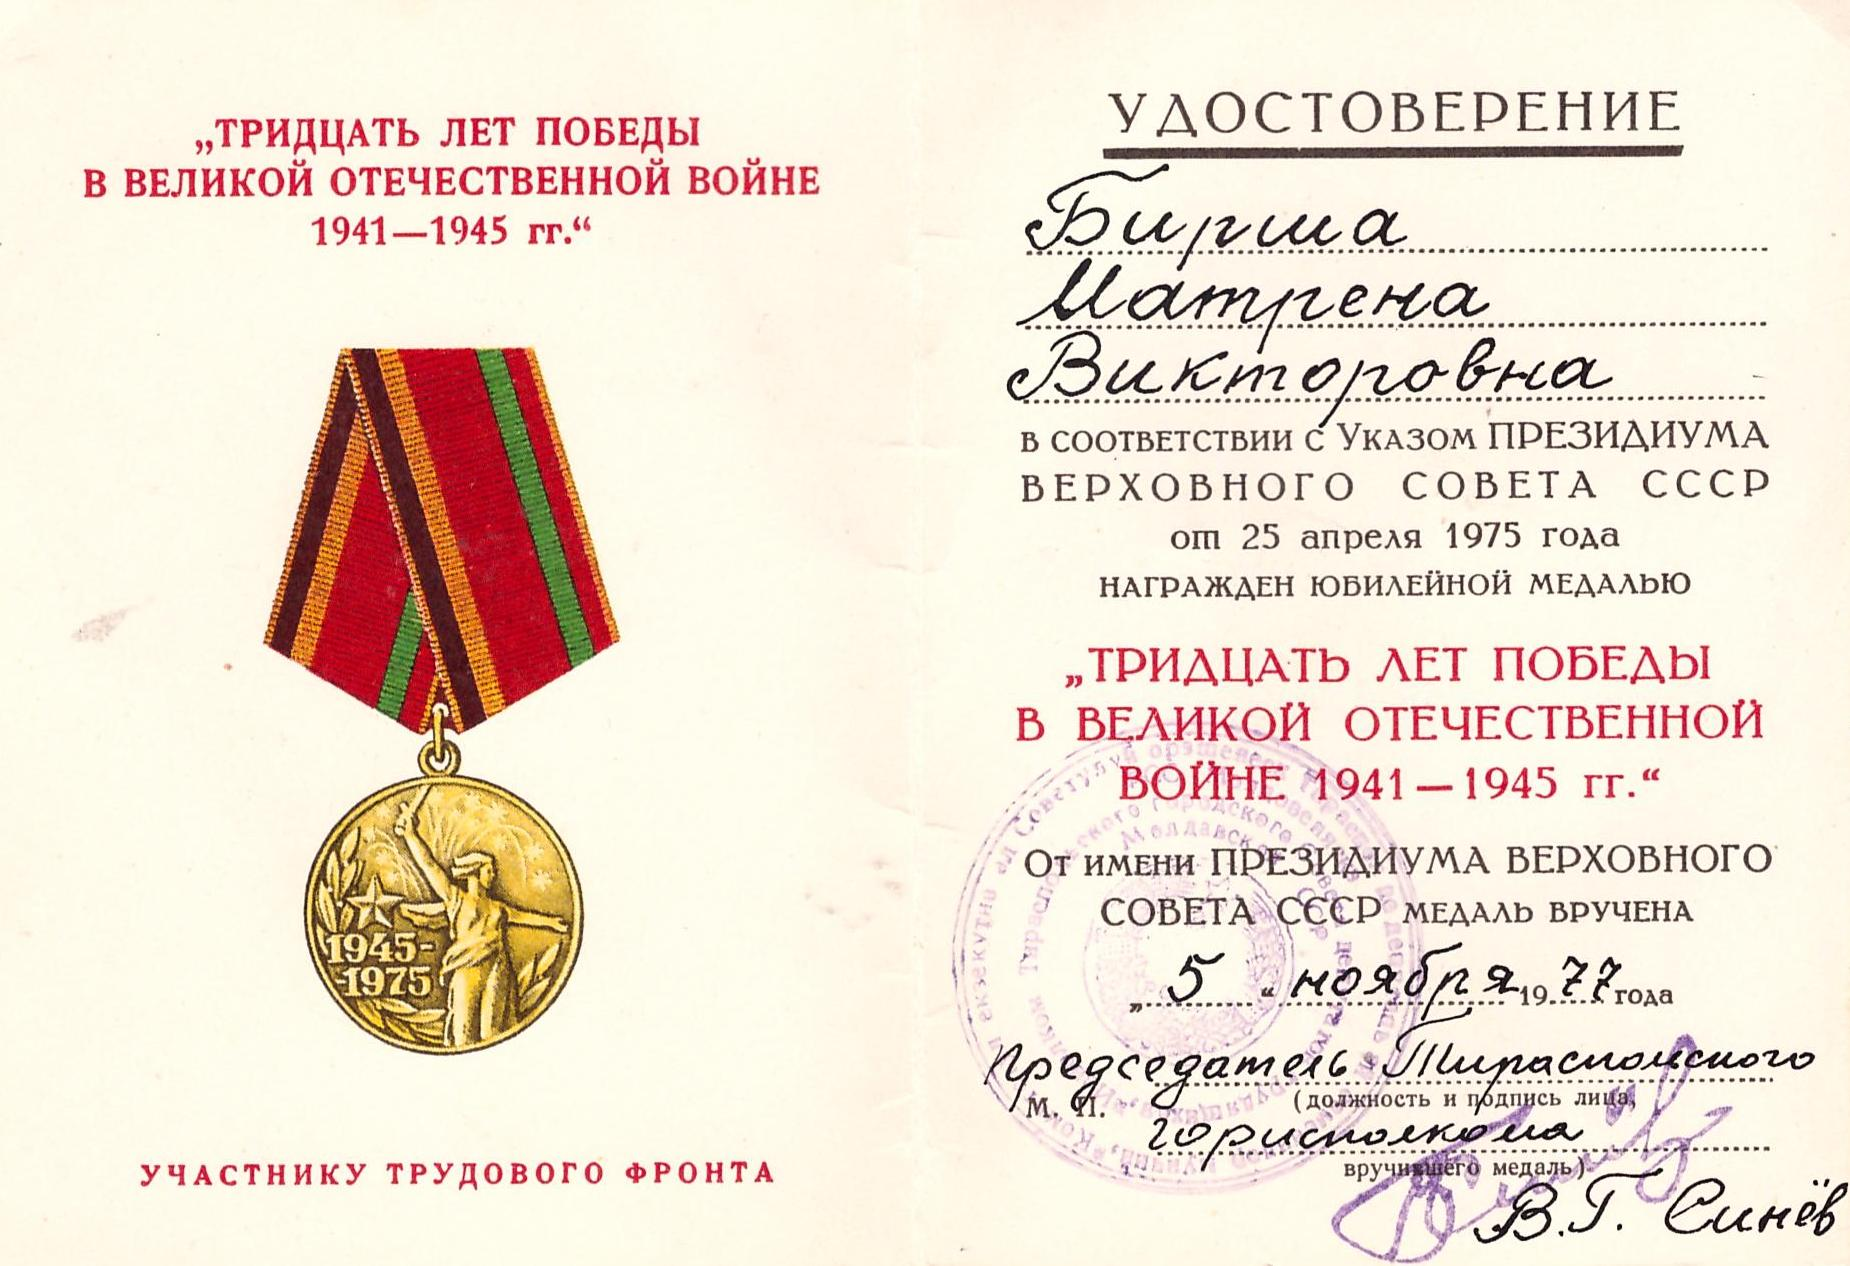 „ТРИДЦАТЬ ЛЕТ ПОБЕДЫ
В ВЕЛИКОЙ ОТЕЧЕСТВЕННОЙ ВОЙНЕ
1941—1945 гг.“
1945-
-1975
УЧАСТНИКУ ТРУДОВОГО ФРОНТА
УДОСТОВЕРЕНИЕ
Бирша
Матрена
Викторовна
в соответствии с Указом ПРЕЗИДИУМА
ВЕРХОВНОГО СОВЕТА СССР
от 25 апреля 1975 года
НАГРАЖДЕН ЮБИЛЕЙНОЙ МЕДАЛЬЮ
„ТРИДЦАТЬ ЛЕТ ПОБЕДЫ
В ВЕЛИКОЙ ОТЕЧЕСТВЕННОЙ
ВОЙНЕ 1941—1945 гг.“
От имени ПРЕЗИДИУМА ВЕРХОВНОГО
СОВЕТА СССР МЕДАЛЬ ВРУЧЕНА
„5“ ноября 1977 года
Председатель Тираспольского
М. П. (должность и подпись лица,
горисполкома
вручившего медаль)
В.Г. Синёв